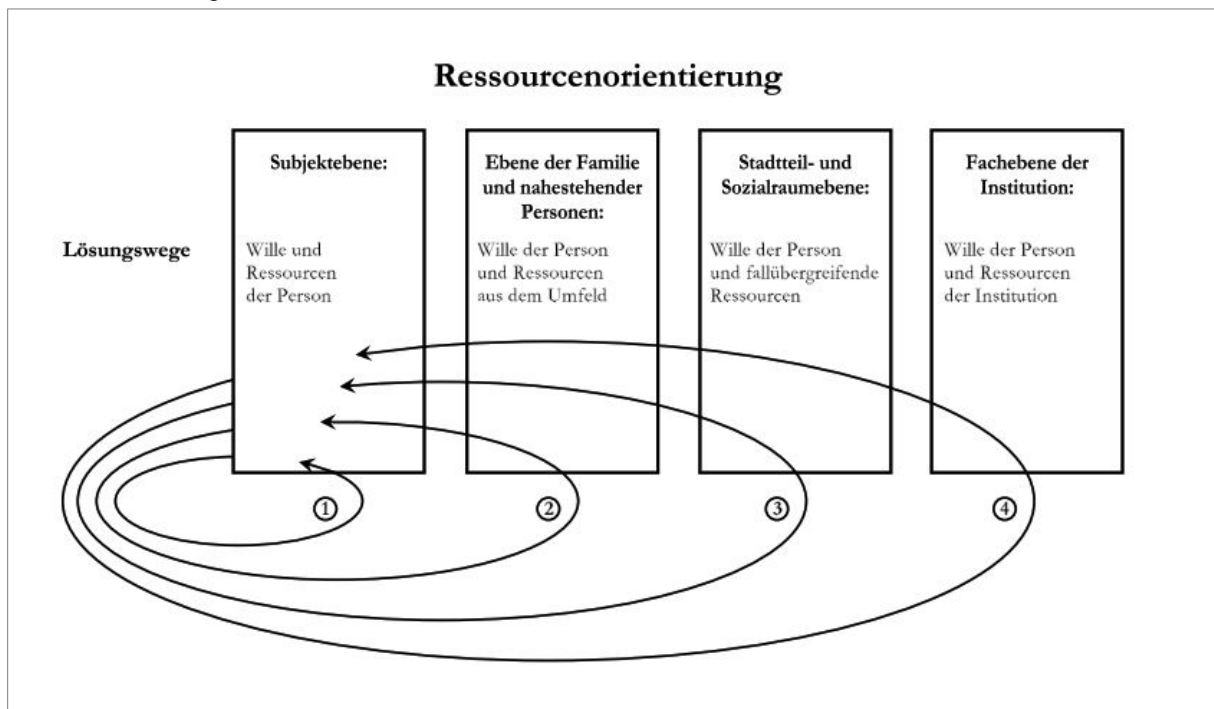 Ressourcenorientierung
Subjektebene:
Ebene der Familie
und nahestehender
Personen:
Stadtteil- und
Sozialraumebene:
Fachebene der
Institution:
Lösungswege
Wille und
Ressourcen
der Person
Wille der Person
und Ressourcen
aus dem Umfeld
Wille der Person
und fallübergreifende
Ressourcen
Wille der Person
und Ressourcen
der Institution
1
2
3
4